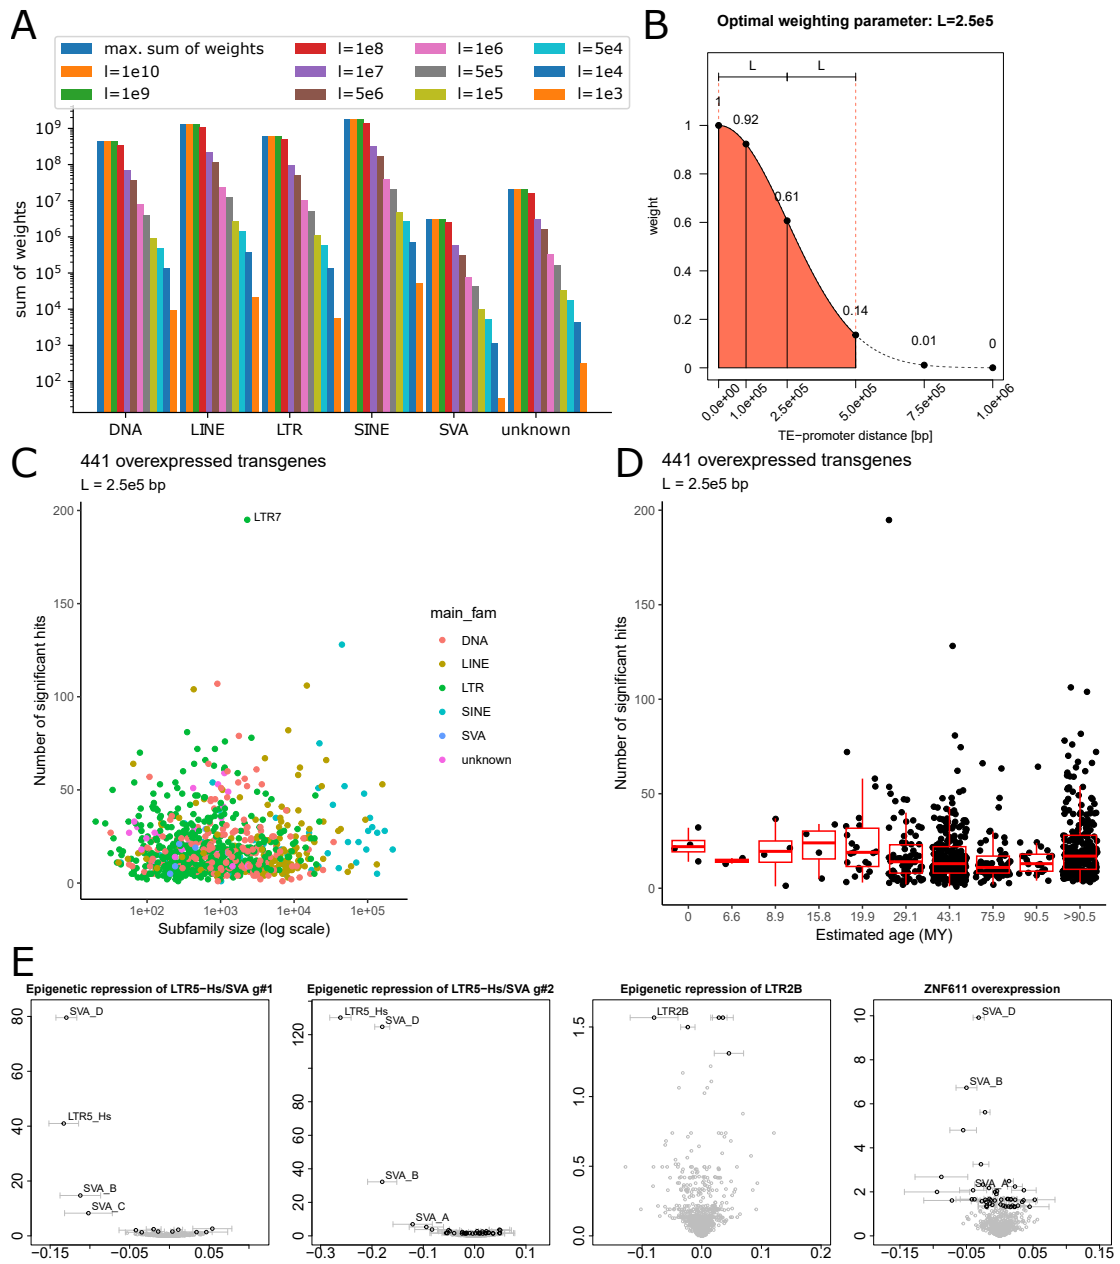 A
max. sum of weights
l=1e10
l=1e9
l=1e8
l=1e7
l=5e6
l=1e6
l=5e5
l=1e5
l=5e4
l=1e4
l=1e3
sum of weights
10^9
10^8
10^7
10^6
10^5
10^4
10^3
10^2
DNA LINE LTR SINE SVA unknown
B
Optimal weighting parameter: L=2.5e5
L L
1
0.92
0.61
0.14
0.01
0
weight
1
0.8
0.6
0.4
0.2
0
0.0e+00 1.0e+05 2.5e+05 5.0e+05 7.5e+05 1.0e+06
TE−promoter distance [bp]
C
441 overexpressed transgenes
L = 2.5e5 bp
LTR7
Number of significant hits
200
150
100
50
0
1e+02 1e+03 1e+04 1e+05
Subfamily size (log scale)
main_fam
DNA
LINE
LTR
SINE
SVA
unknown
D
441 overexpressed transgenes
L = 2.5e5 bp
Number of significant hits
200
150
100
50
0
0 6.6 8.9 15.8 19.9 29.1 43.1 75.9 90.5 >90.5
Estimated age (MY)
E
Epigenetic repression of LTR5−Hs/SVA g#1
SVA_D
LTR5_Hs
SVA_B
SVA_C
80
60
40
20
0
−0.15 −0.05 0.05
Epigenetic repression of LTR5−Hs/SVA g#2
LTR5_Hs
SVA_D
SVA_B
SVA_A
120
100
80
60
40
20
0
−0.3 −0.2 −0.1 0.0 0.1
Epigenetic repression of LTR2B
LTR2B
1.5
1.0
0.5
0.0
−0.1 0.0 0.1 0.2
ZNF611 overexpression
SVA_D
SVA_B
SVA_A
10
8
6
4
2
0
−0.15 −0.05 0.05 0.15